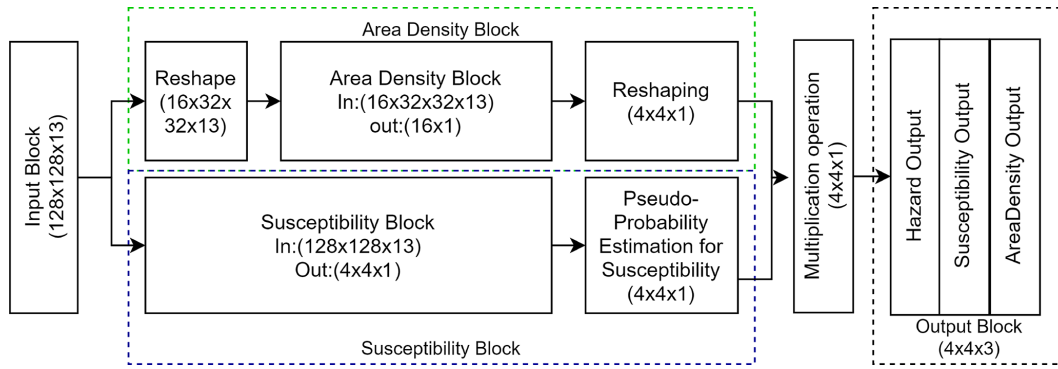 Input Block
(128x128x13)
Area Density Block
Reshape
(16x32x
32x13)
Area Density Block
In:(16x32x32x13)
out:(16x1)
Reshaping
(4x4x1)
Susceptibility Block
In:(128x128x13)
Out:(4x4x1)
Pseudo-
Probability
Estimation for
Susceptibility
(4x4x1)
Susceptibility Block
Multiplication operation
(4x4x1)
Hazard Output
Susceptibility Output
AreaDensity Output
Output Block
(4x4x3)